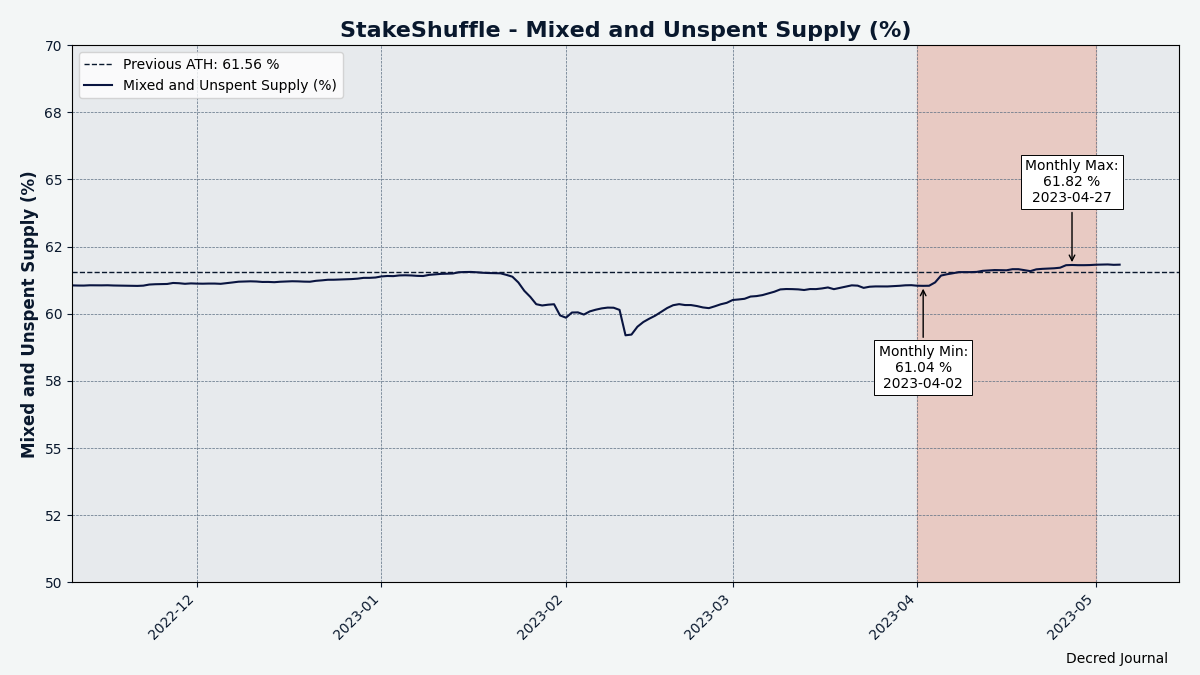 StakeShuffle - Mixed and Unspent Supply (%)
Previous ATH: 61.56 %
Mixed and Unspent Supply (%)
Mixed and Unspent Supply (%)
70
68
65
62
60
58
55
52
50
Monthly Max:
61.82 %
2023-04-27
Monthly Min:
61.04 %
2023-04-02
2022-12
2023-01
2023-02
2023-03
2023-04
2023-05
Decred Journal